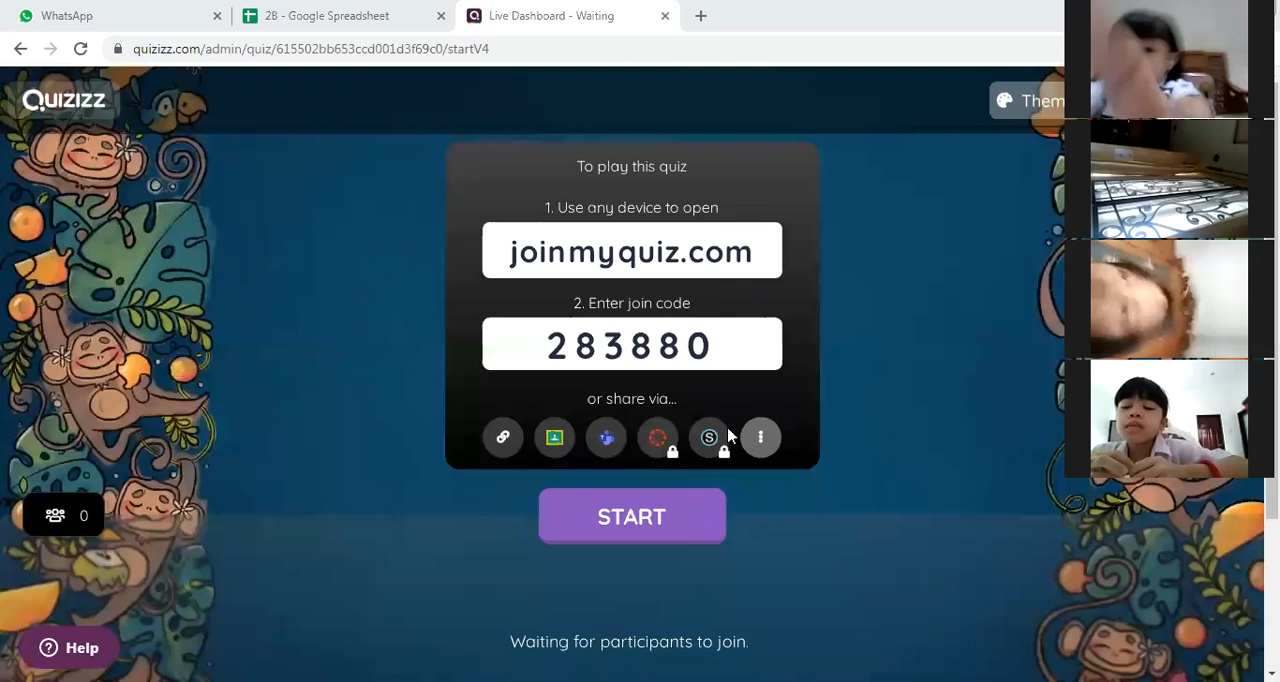 WhatsApp
2B - Google Spreadsheet
Live Dashboard - Waiting
quizizz.com/admin/quiz/615502bb653ccd001d3f69c0/startV4
QUIZIZZ
Them
To play this quiz
1. Use any device to open
joinmyquiz.com
2. Enter join code
283880
or share via...
S
START
0
Waiting for participants to join.
? Help